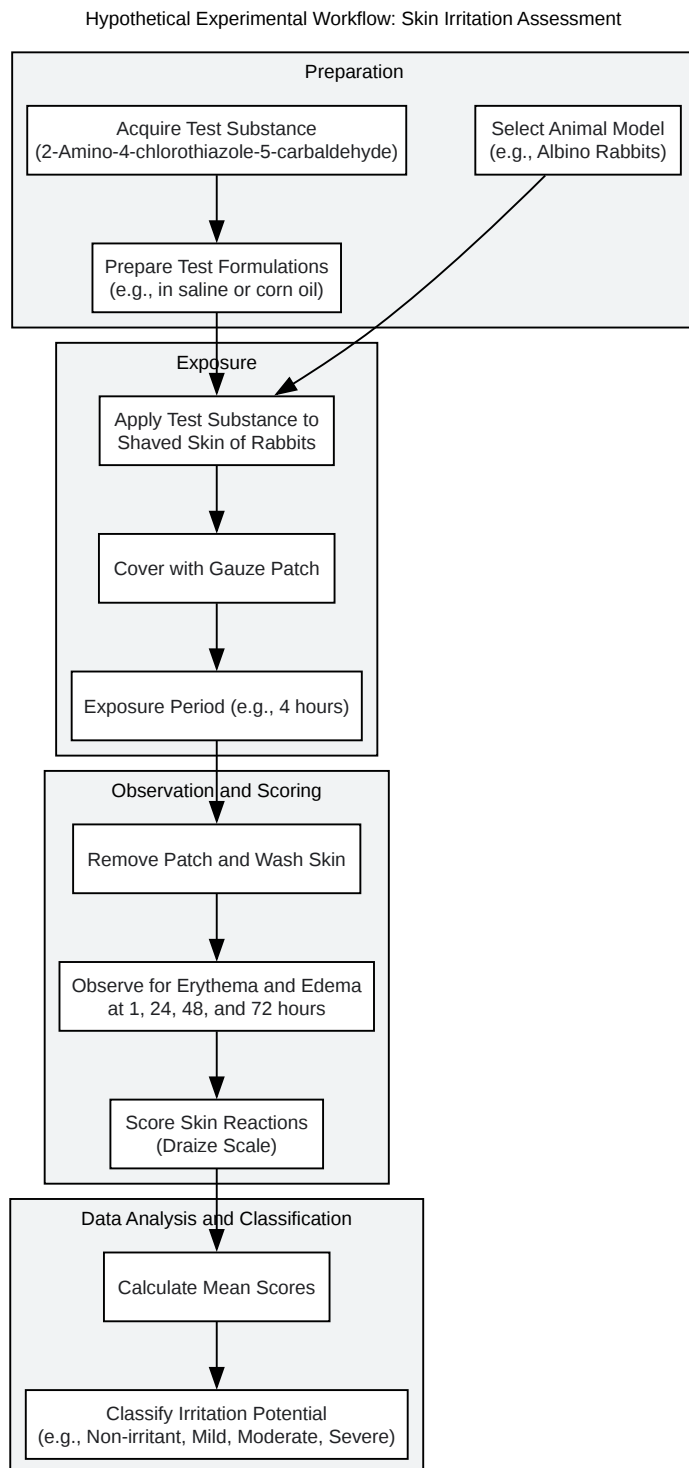 Hypothetical Experimental Workflow: Skin Irritation Assessment
Preparation
Acquire Test Substance
(2-Amino-4-chlorothiazole-5-carbaldehyde)
Select Animal Model
(e.g., Albino Rabbits)
Prepare Test Formulations
(e.g., in saline or corn oil)
Exposure
Apply Test Substance to
Shaved Skin of Rabbits
Cover with Gauze Patch
Exposure Period (e.g., 4 hours)
Observation and Scoring
Remove Patch and Wash Skin
Observe for Erythema and Edema
at 1, 24, 48, and 72 hours
Score Skin Reactions
(Draize Scale)
Data Analysis and Classification
Calculate Mean Scores
Classify Irritation Potential
(e.g., Non-irritant, Mild, Moderate, Severe)